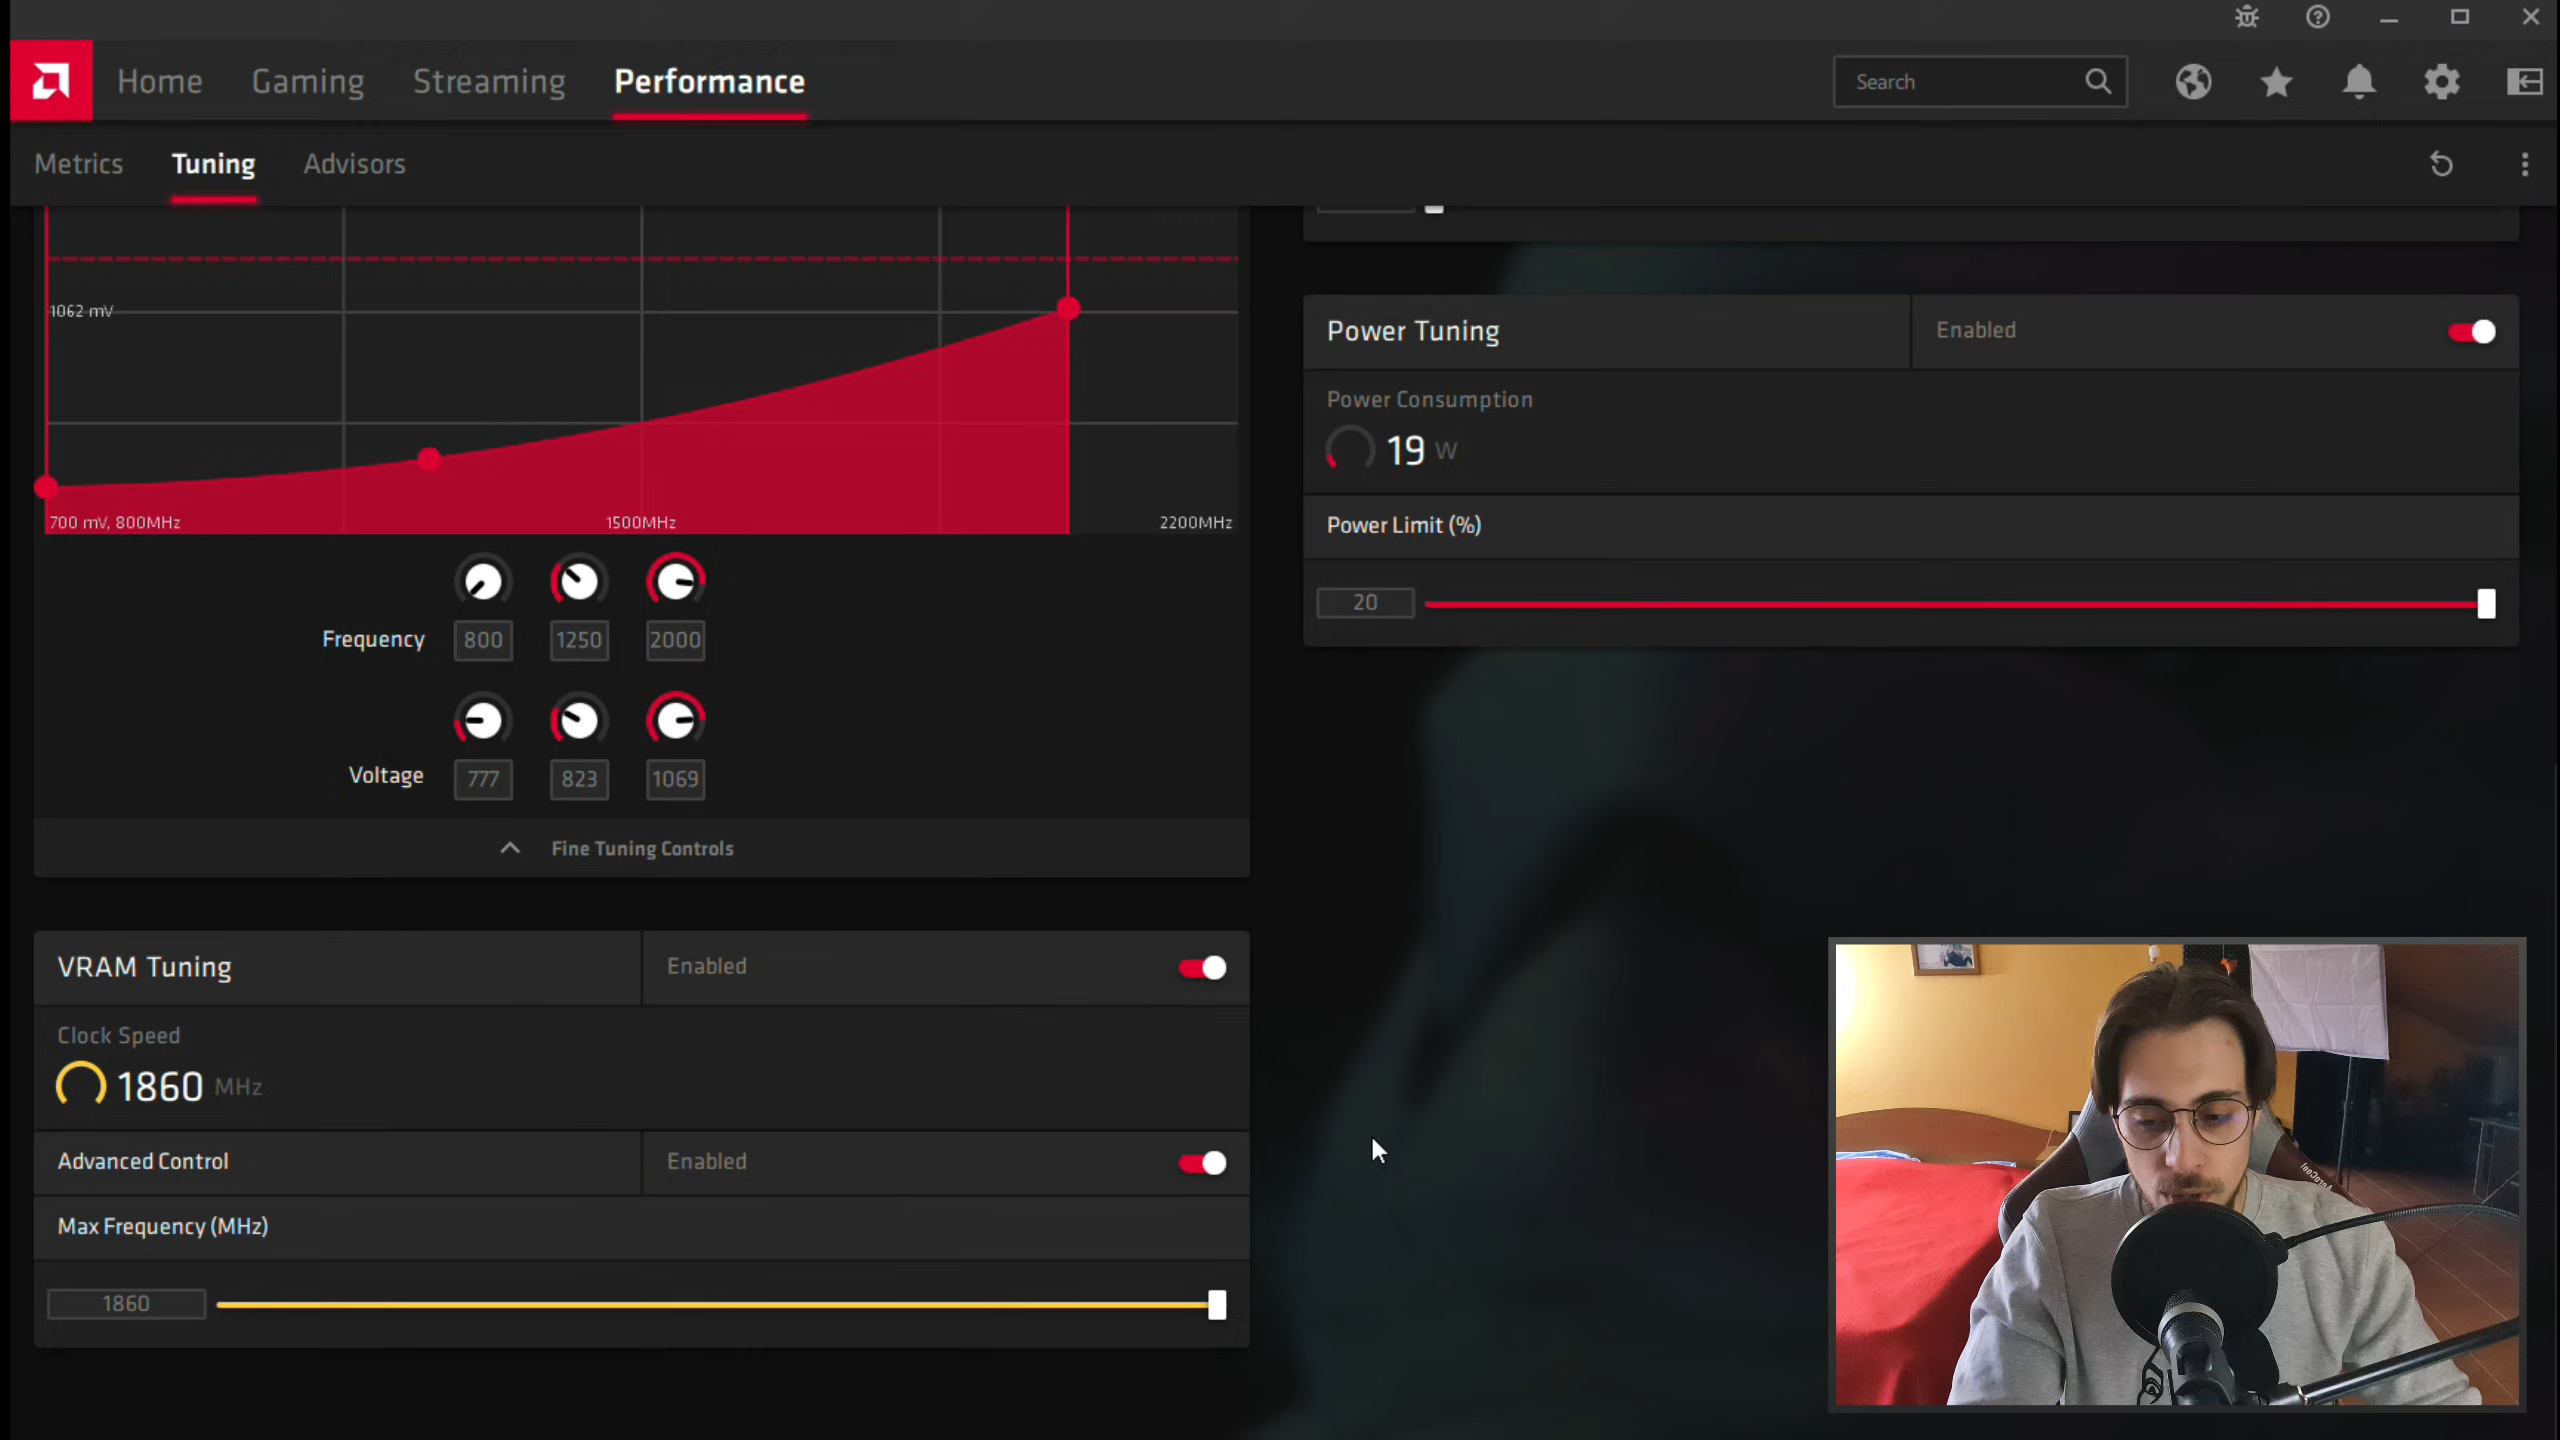 Home Gaming Streaming Performance Search
Metrics Tuning Advisors
1062 mV
700 mV, 800MHz 1500MHz 2200MHz
Frequency 800 1250 2000
Voltage 777 823 1069
Fine Tuning Controls
VRAM Tuning Enabled
Clock Speed
1860 MHz
Advanced Control Enabled
Max Frequency (MHz)
1860
Power Tuning Enabled
Power Consumption
19 W
Power Limit (%)
20